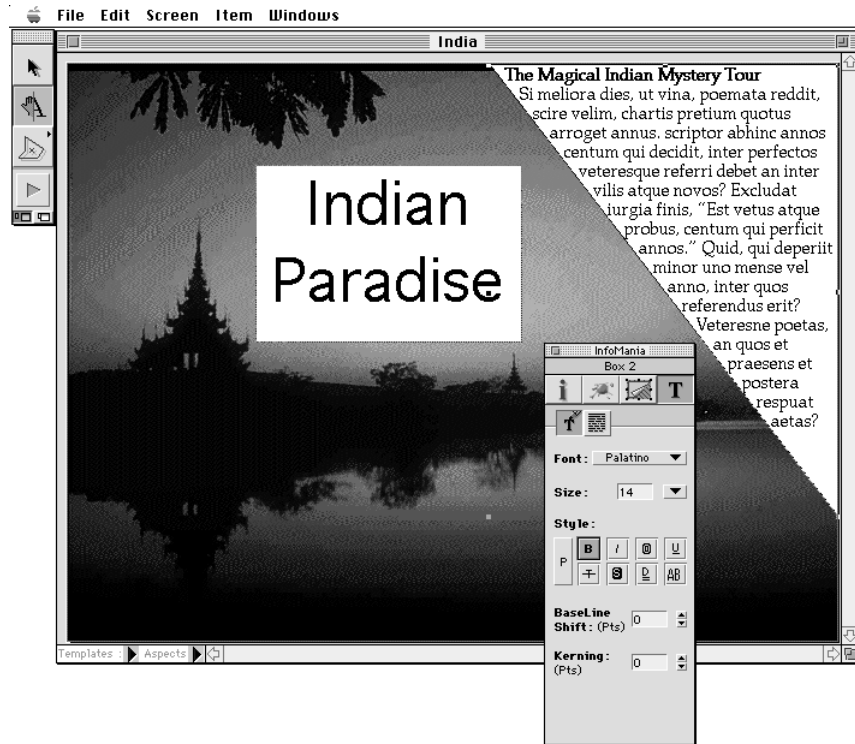 File Edit Screen Item Windows
India
The Magical Indian Mystery Tour
Si meliora dies, ut vina, poemata reddit,
scire velim, chartis pretium quotus
arroget annus. scriptor abhinc annos
centum qui decidit, inter perfectos
veteresque referri debet an inter
vilis atque novos? Excludat
iurgia finis, “Est vetus atque
probus, centum qui perficit
annos.” Quid, qui deperiit
minor uno mense vel
anno, inter quos
referendus erit?
Veteresne poetas,
an quos et
praesens et
postera
respuat
aetas?
Indian
Paradise
InfoMania
Box 2
i T
T
Font: Palatino
Size: 14
Style:
P B I O U
T S D AB
BaseLine
Shift: (Pts) 0
Kerning: 0
(Pts)
Templates : Aspects